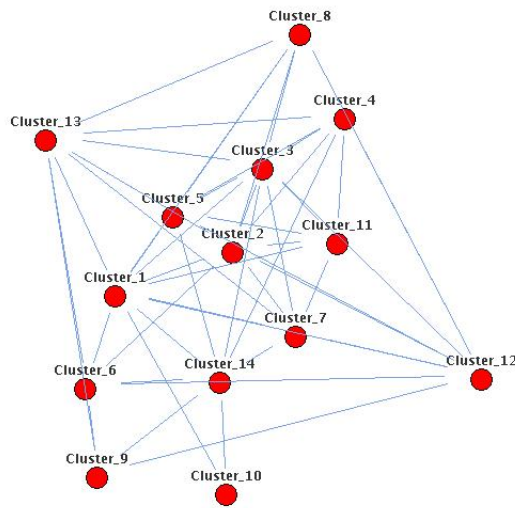 Cluster_8
Cluster_4
Cluster_13
Cluster_3
Cluster_5
Cluster_11
Cluster_2
Cluster_1
Cluster_7
Cluster_12
Cluster_14
Cluster_6
Cluster_9
Cluster_10